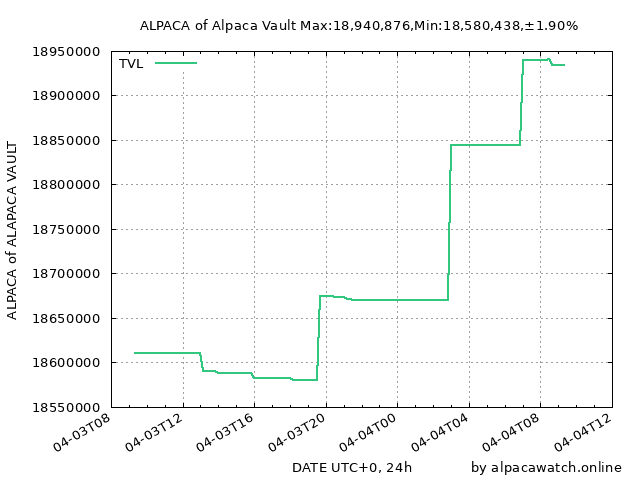 ALPACA of Alpaca Vault Max:18,940,876,Min:18,580,438,±1.90%
TVL
ALPACA of ALAPACA VAULT
18950000
18900000
18850000
18800000
18750000
18700000
18650000
18600000
18550000
04-03T08
04-03T12
04-03T16
04-03T20
04-04T00
04-04T04
04-04T08
04-04T12
DATE UTC+0, 24h
by alpacawatch.online